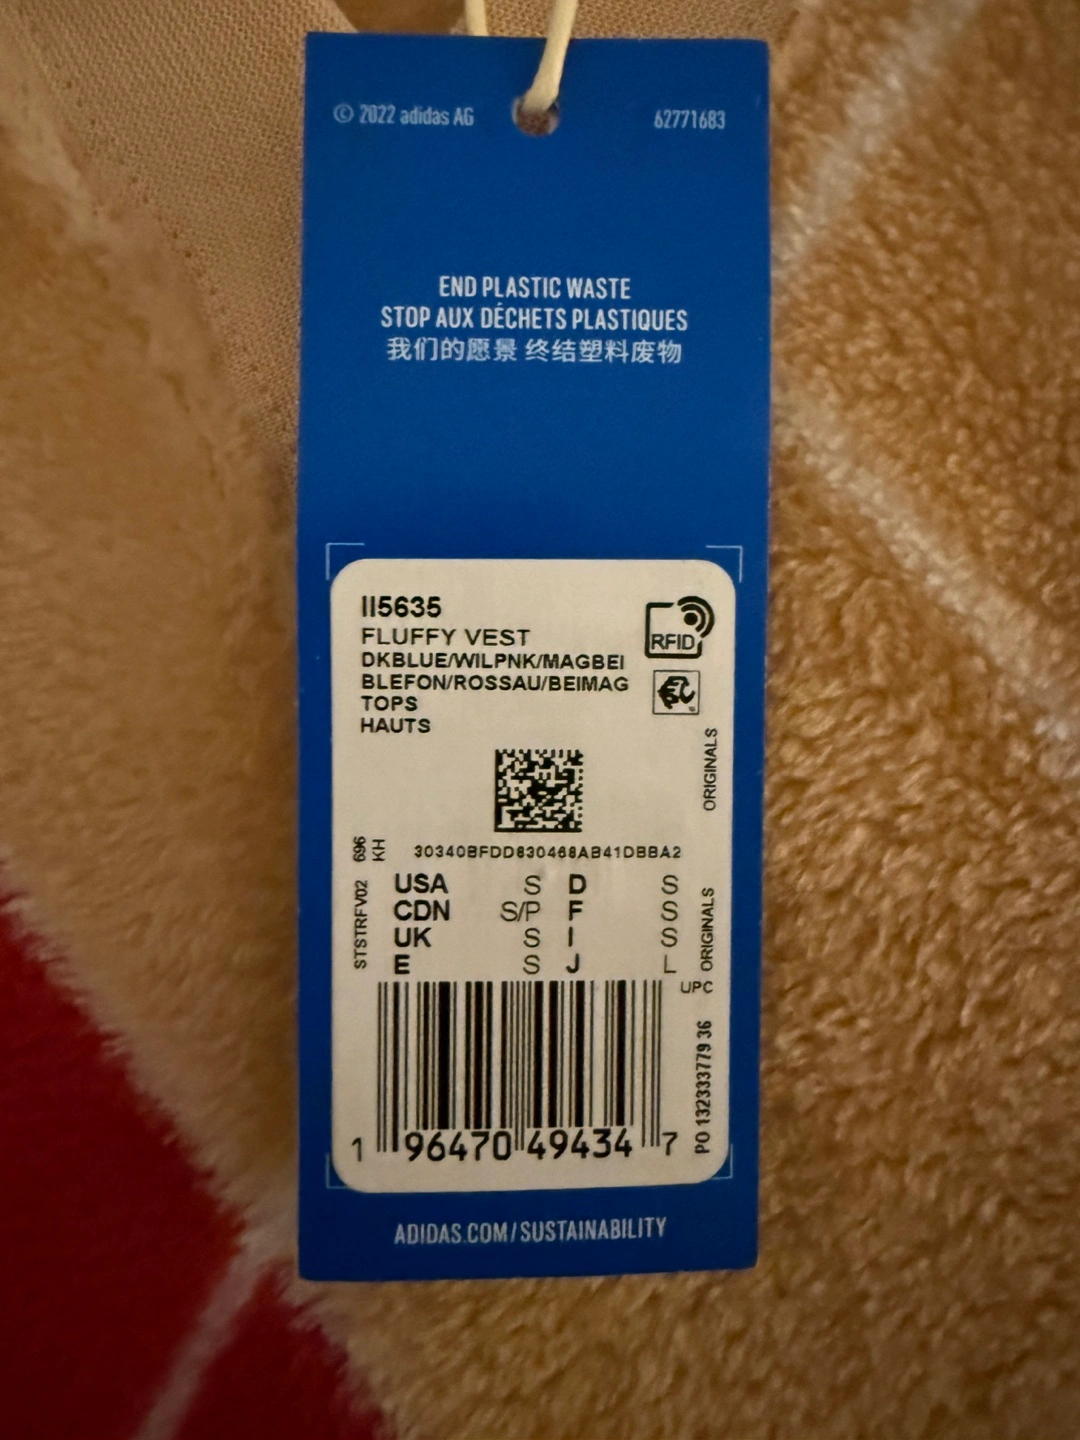 © 2022 adidas AG
62771683
END PLASTIC WASTE
STOP AUX DÉCHETS PLASTIQUES
我们的愿景 终结塑料废物
II5635
FLUFFY VEST
DKBLUE/WILPNK/MAGBEI
BLEFON/ROSSAU/BEIMAG
TOPS
HAUTS
RFID
ORIGINALS
696
KH
30340BFDD830468AB41DBBA2
STSTRFV02
USA S D S
CDN S/P F S
UK S I S
E S J L
ORIGINALS
UPC
PO 132333779 36
1 96470 49434 7
ADIDAS.COM/SUSTAINABILITY